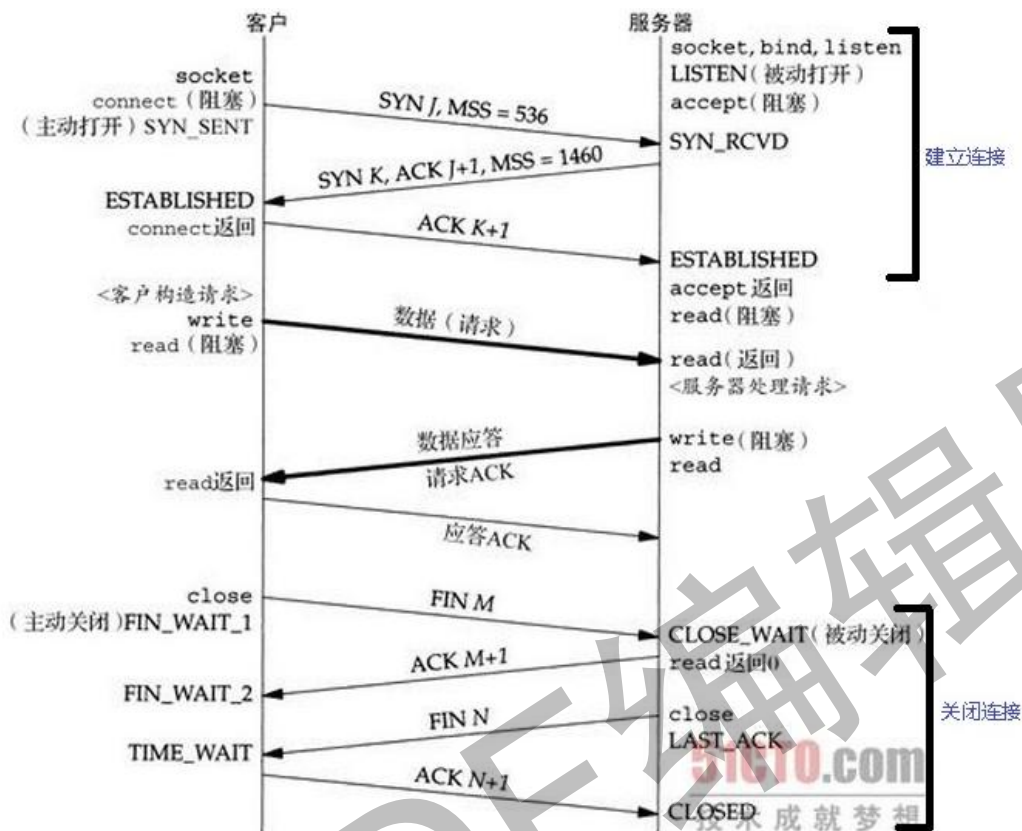 客户
服务器
socket, bind, listen
LISTEN(被动打开)
accept(阻塞)
socket
connect (阻塞)
(主动打开) SYN_SENT
SYN J, MSS = 536
SYN_RCVD
建立连接
SYN K, ACK J+1, MSS = 1460
ESTABLISHED
connect返回
ACK K+1
ESTABLISHED
accept返回
read(阻塞)
<客户构造请求>
write
read (阻塞)
数据 (请求)
read(返回)
<服务器处理请求>
数据应答
请求ACK
write(阻塞)
read
read返回
应答ACK
close
(主动关闭)FIN_WAIT_1
FIN M
CLOSE_WAIT(被动关闭)
read返回0
ACK M+1
FIN_WAIT_2
FIN N
close
LAST_ACK
关闭连接
TIME_WAIT
ACK N+1
CLOSED
51CTO.com
技术成就梦想
编辑